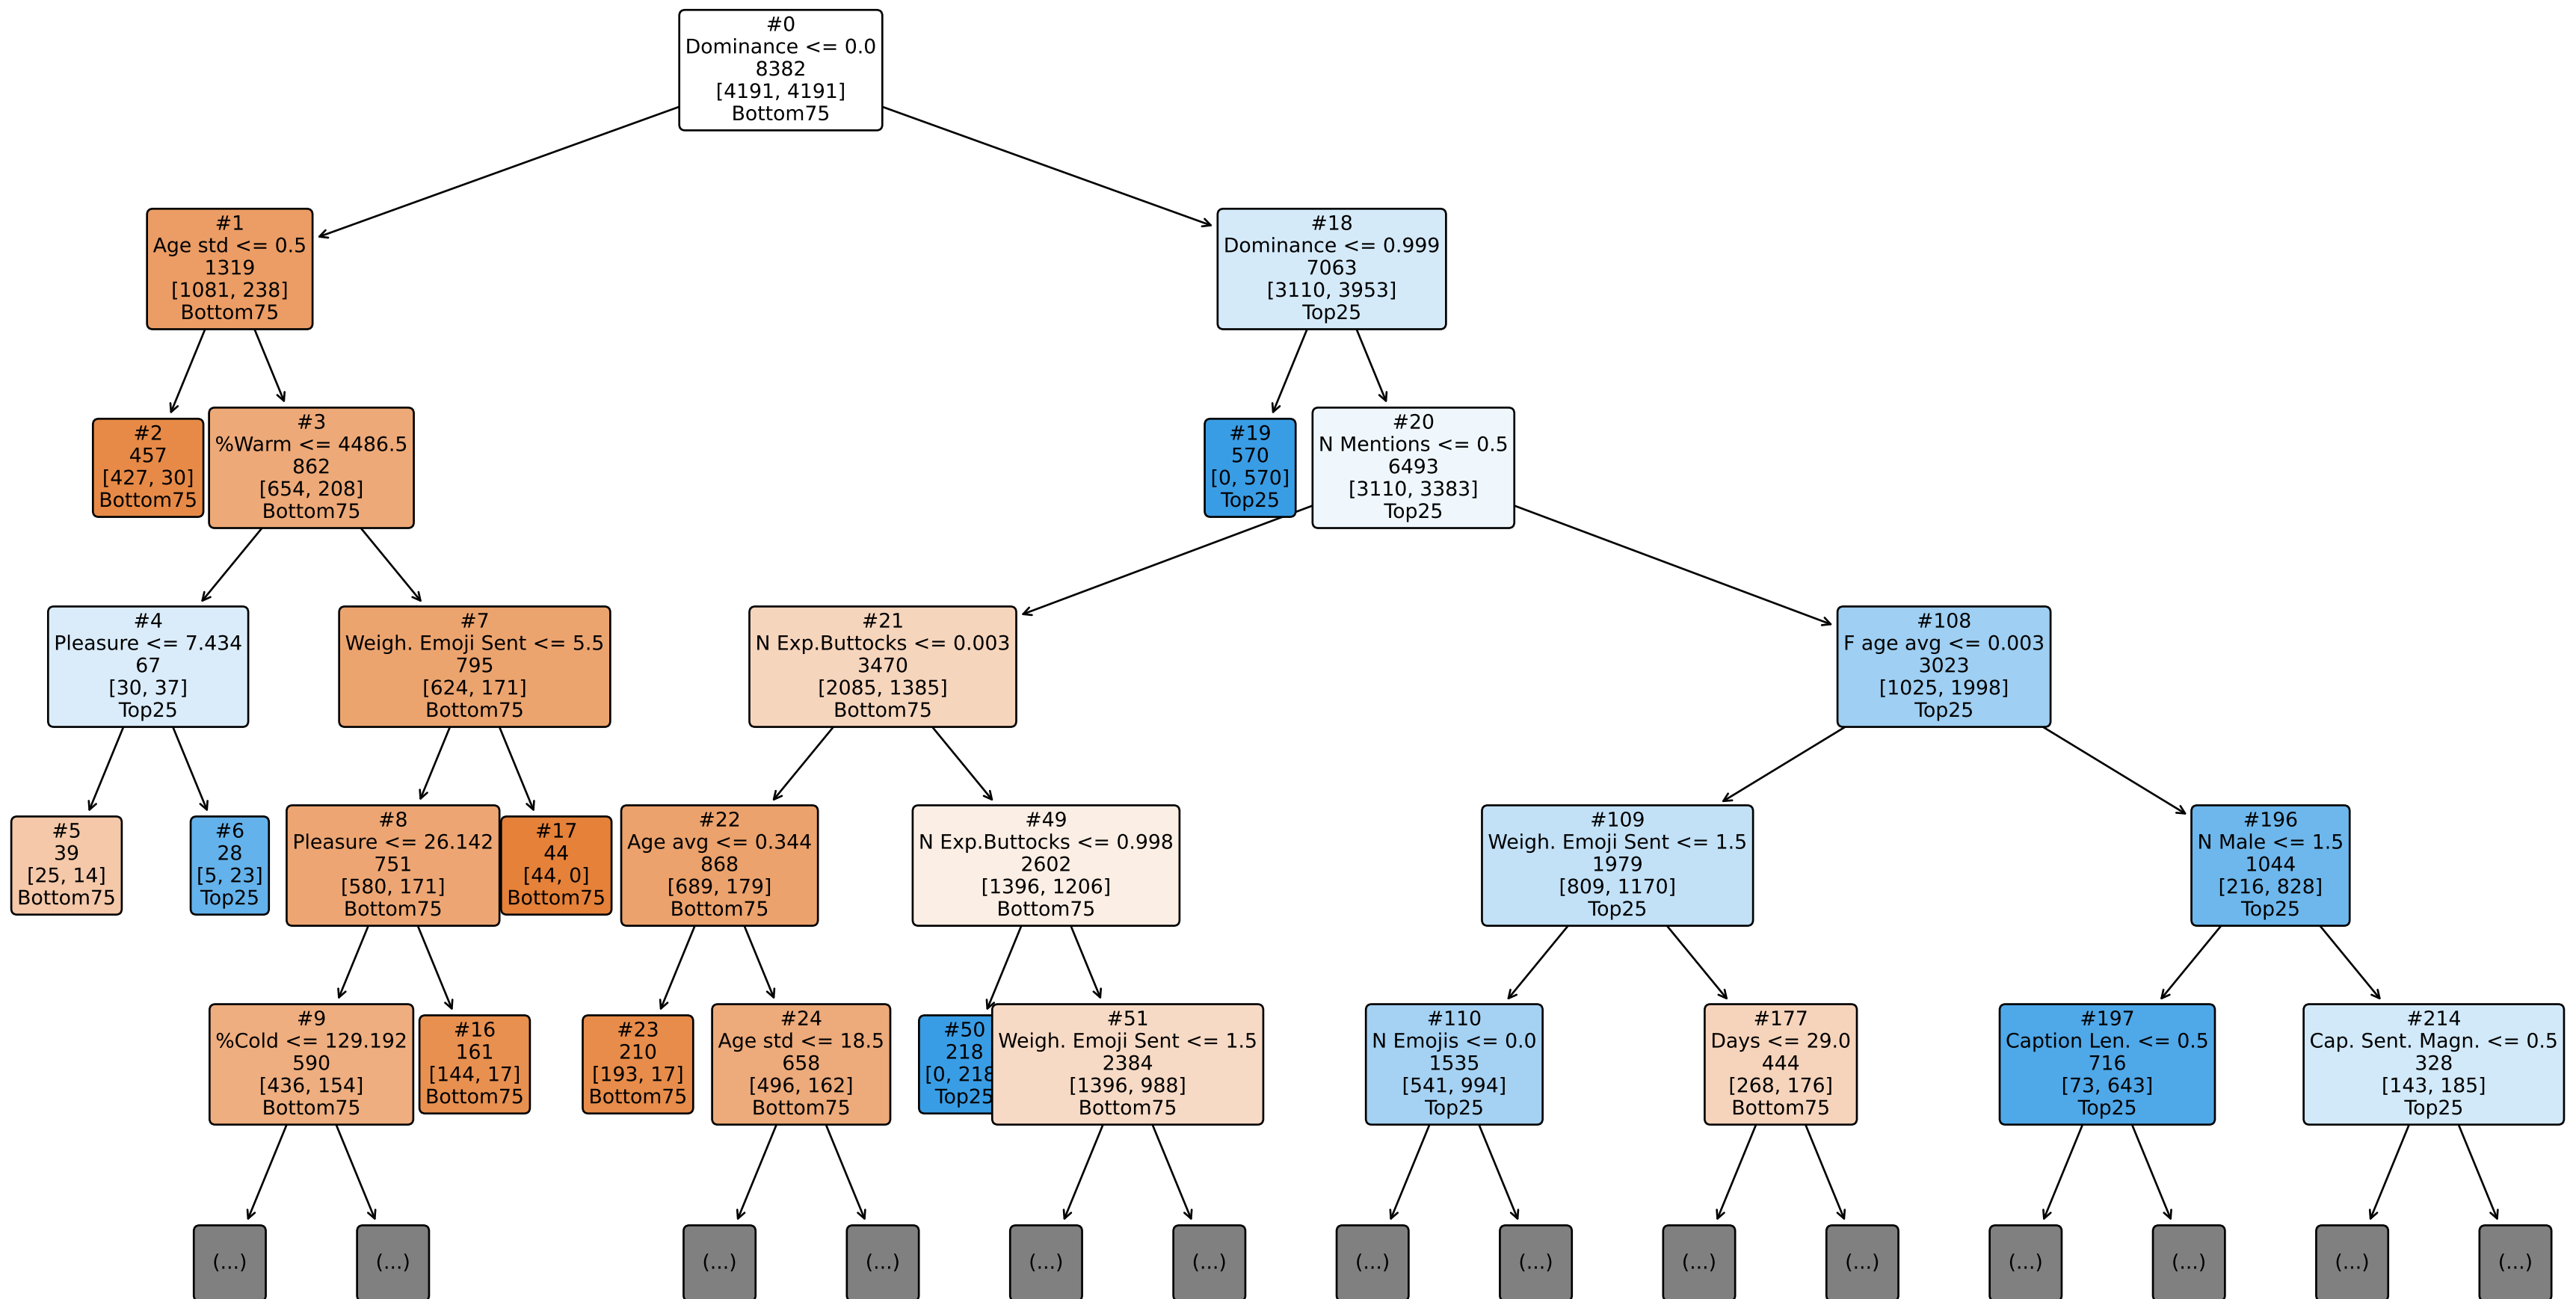 #0
Dominance <= 0.0
8382
[4191, 4191]
Bottom75
#1
Age std <= 0.5
1319
[1081, 238]
Bottom75
#18
Dominance <= 0.999
7063
[3110, 3953]
Top25
#2
457
[427, 30]
Bottom75
#3
%Warm <= 4486.5
862
[654, 208]
Bottom75
#19
570
[0, 570]
Top25
#20
N Mentions <= 0.5
6493
[3110, 3383]
Top25
#4
Pleasure <= 7.434
67
[30, 37]
Top25
#7
Weigh. Emoji Sent <= 5.5
795
[624, 171]
Bottom75
#21
N Exp.Buttocks <= 0.003
3470
[2085, 1385]
Bottom75
#108
F age avg <= 0.003
3023
[1025, 1998]
Top25
#5
39
[25, 14]
Bottom75
#6
28
[5, 23]
Top25
#8
Pleasure <= 26.142
751
[580, 171]
Bottom75
#17
44
[44, 0]
Bottom75
#22
Age avg <= 0.344
868
[689, 179]
Bottom75
#49
N Exp.Buttocks <= 0.998
2602
[1396, 1206]
Bottom75
#109
Weigh. Emoji Sent <= 1.5
1979
[809, 1170]
Top25
#196
N Male <= 1.5
1044
[216, 828]
Top25
#9
%Cold <= 129.192
590
[436, 154]
Bottom75
#16
161
[144, 17]
Bottom75
#23
210
[193, 17]
Bottom75
#24
Age std <= 18.5
658
[496, 162]
Bottom75
#50
218
[0, 218
Top25
#51
Weigh. Emoji Sent <= 1.5
2384
[1396, 988]
Bottom75
#110
N Emojis <= 0.0
1535
[541, 994]
Top25
#177
Days <= 29.0
444
[268, 176]
Bottom75
#197
Caption Len. <= 0.5
716
[73, 643]
Top25
#214
Cap. Sent. Magn. <= 0.5
328
[143, 185]
Top25
(...)
(...)
(...)
(...)
(...)
(...)
(...)
(...)
(...)
(...)
(...)
(...)
(...)
(...)